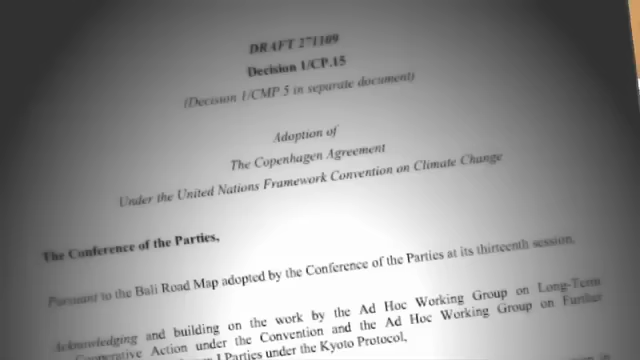 DRAFT 271109
Decision 1/CP.15
(Decision 1/CMP 5 in separate document)
Adoption of
The Copenhagen Agreement
Under the United Nations Framework Convention on Climate Change
The Conference of the Parties,
Pursuant to the Bali Road Map adopted by the Conference of the Parties at its thirteenth session,
Acknowledging and building on the work by the Ad Hoc Working Group on Long-Term
Cooperative Action under the Convention and the Ad Hoc Working Group on Further
I Parties under the Kyoto Protocol,